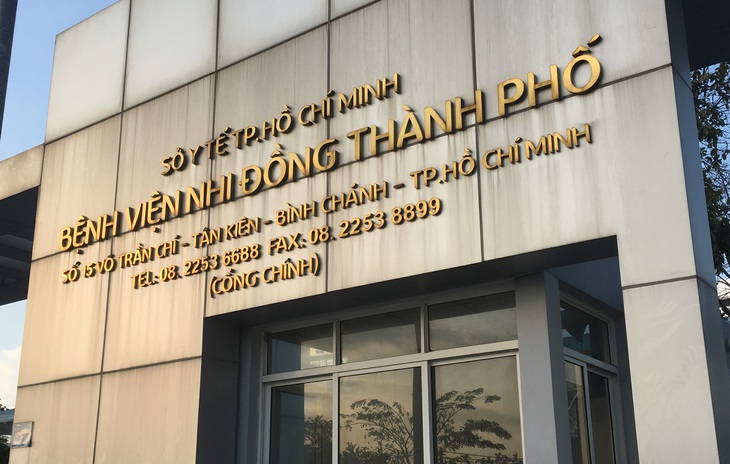 SỞ Y TẾ TP.HỒ CHÍ MINH
BỆNH VIỆN NHI ĐỒNG THÀNH PHỐ
SỐ 15 VÕ TRẦN CHÍ - TÂN KIÊN - BÌNH CHÁNH - TP.HỒ CHÍ MINH
TEL: 08. 2253 6688 FAX: 08. 2253 8899
(CỔNG CHÍNH)